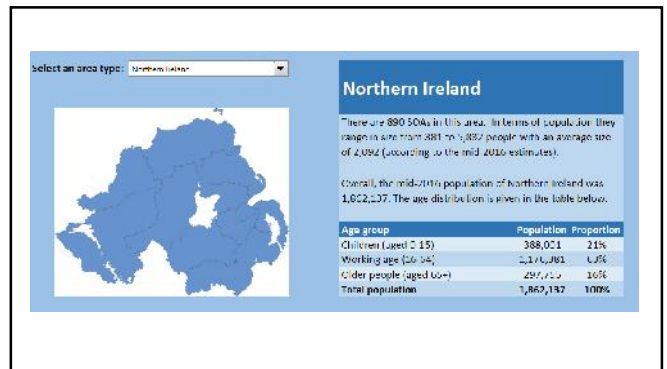 Select an area type: Northern Ireland
Northern Ireland
There are 890 SOAs in this area. In terms of population they
range in size from 381 to people with an average size
of 2,092 (according to the mid-2016 estimates).
Overall, the mid-2016 population of Northern Ireland was
1,862,137. The age distribution is given in the table below.
Age group Population Proportion
Children (aged 0-15) 21%
Working age (16-64)
Older people (aged 65+) 16%
Total population 1,862,137 100%